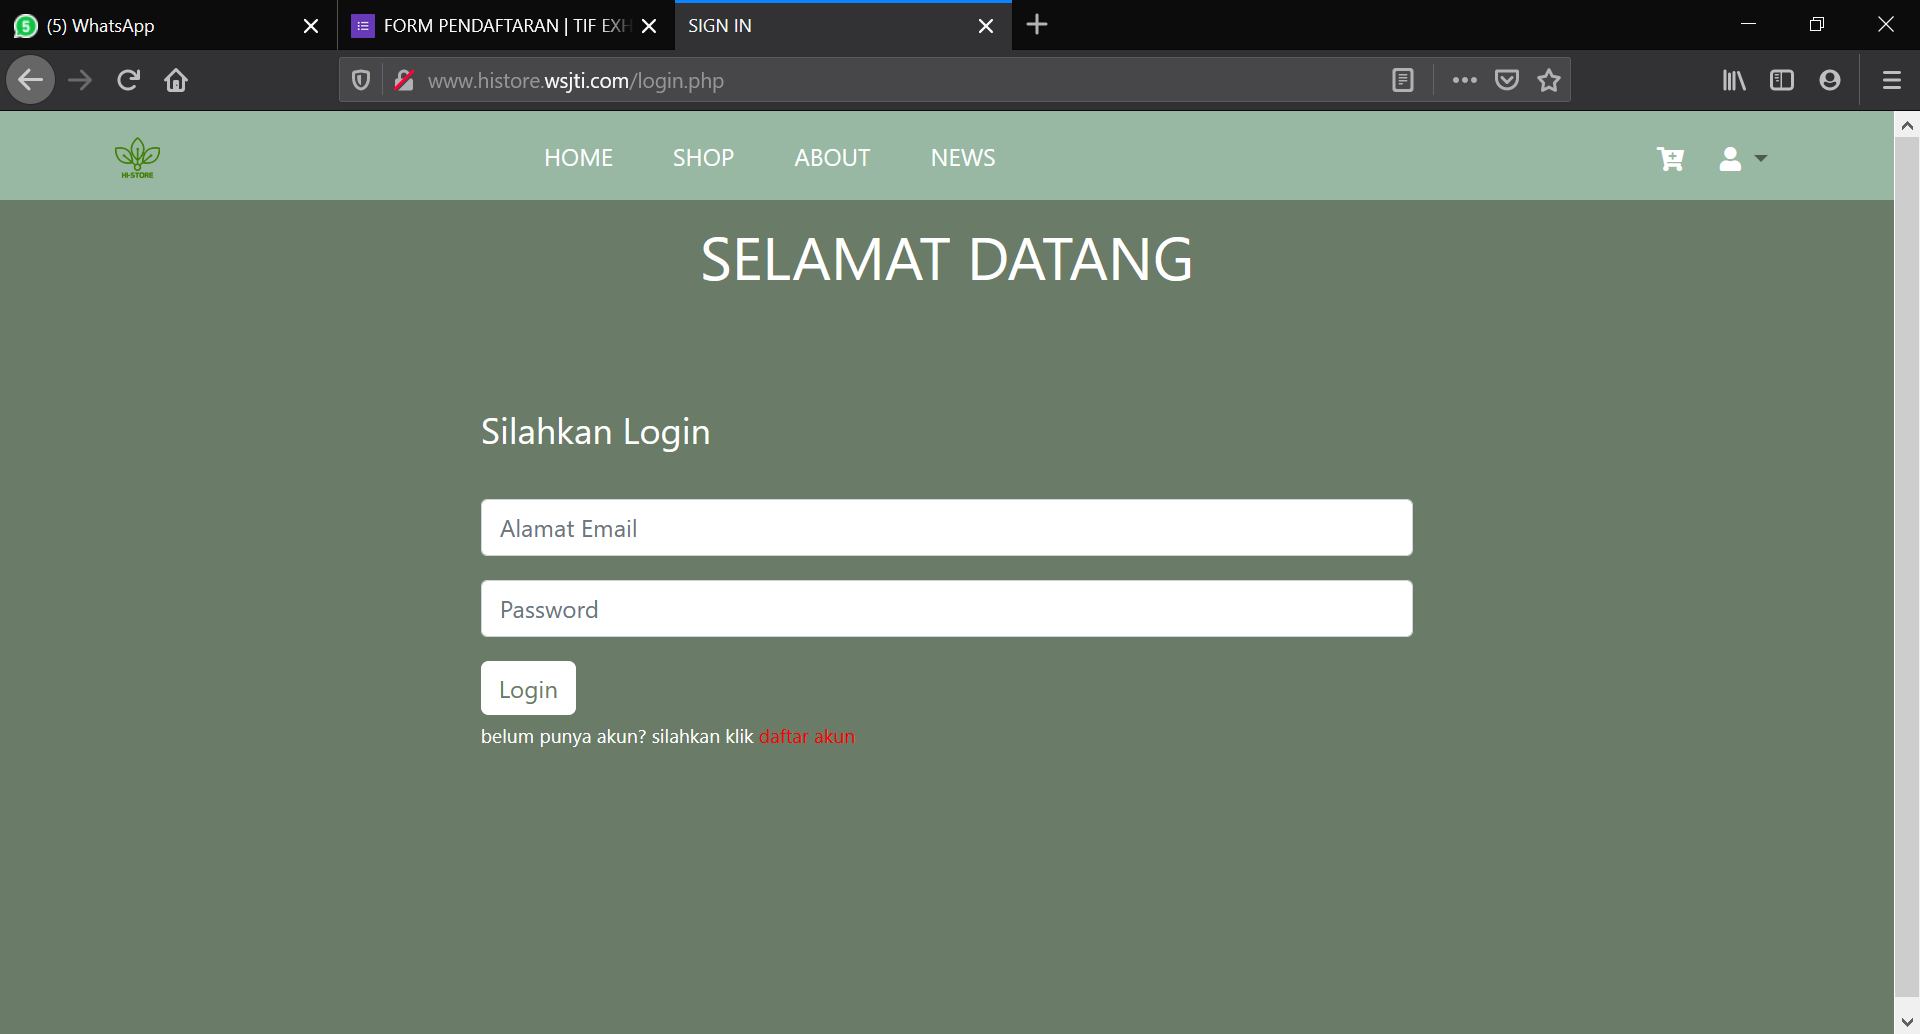 (5) WhatsApp
FORM PENDAFTARAN | TIF EXH
SIGN IN
www.histore.wsjti.com/login.php
HI-STORE
HOME
SHOP
ABOUT
NEWS
SELAMAT DATANG
Silahkan Login
Alamat Email
Password
Login
belum punya akun? silahkan klik daftar akun